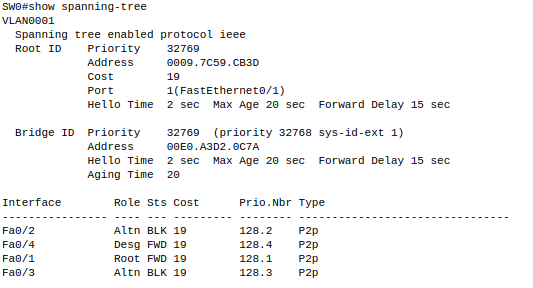 SW0#show spanning-tree
VLAN0001
  Spanning tree enabled protocol ieee
  Root ID    Priority    32769
             Address     0009.7C59.CB3D
             Cost        19
             Port        1(FastEthernet0/1)
             Hello Time  2 sec  Max Age 20 sec  Forward Delay 15 sec

  Bridge ID  Priority    32769  (priority 32768 sys-id-ext 1)
             Address     00E0.A3D2.0C7A
             Hello Time  2 sec  Max Age 20 sec  Forward Delay 15 sec
             Aging Time  20

Interface        Role Sts Cost      Prio.Nbr Type
---------------- ---- --- --------- -------- --------------------------------
Fa0/2            Altn BLK 19        128.2    P2p
Fa0/4            Desg FWD 19        128.4    P2p
Fa0/1            Root FWD 19        128.1    P2p
Fa0/3            Altn BLK 19        128.3    P2p